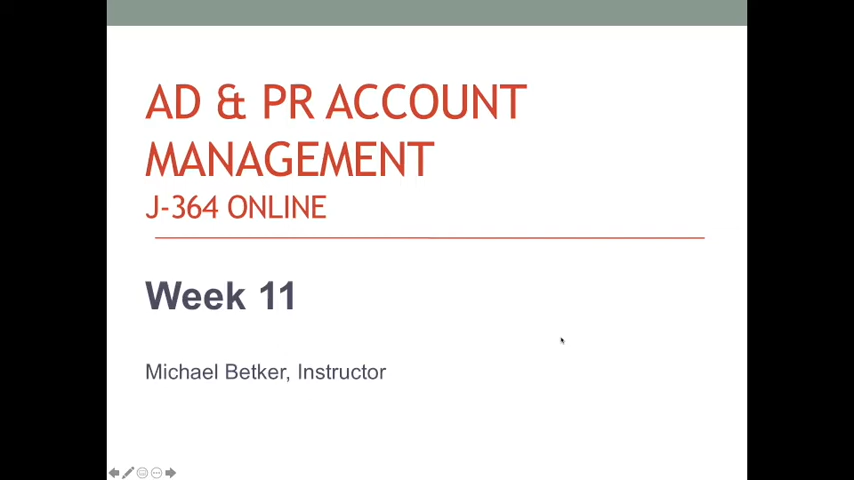 AD & PR ACCOUNT
MANAGEMENT
J-364 ONLINE
Week 11
Michael Betker, Instructor